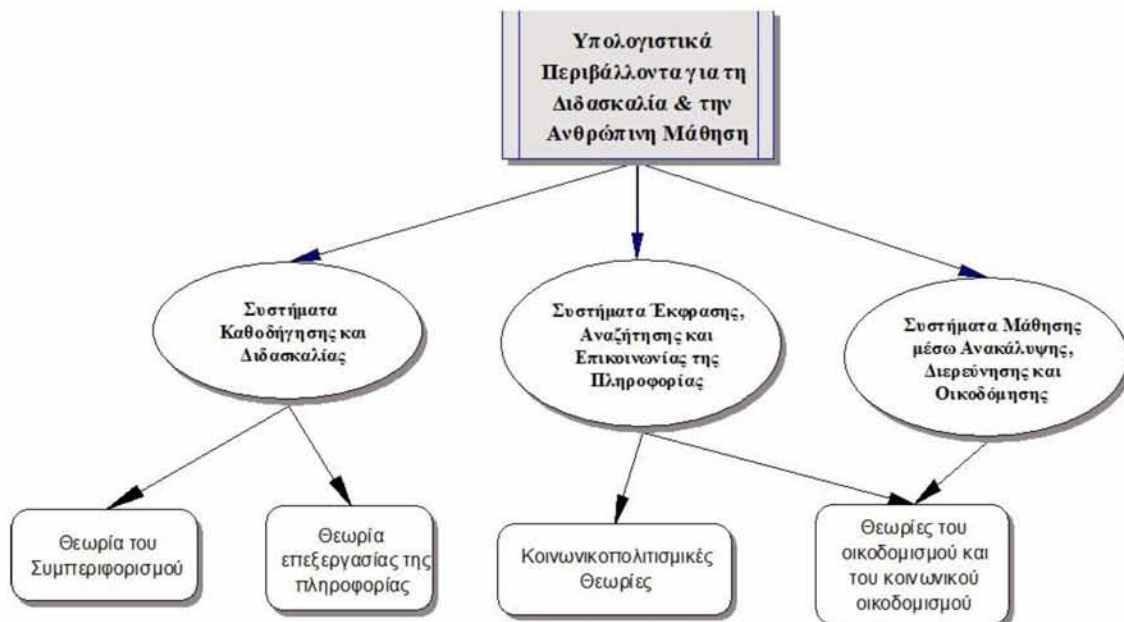 Υπολογιστικά
Περιβάλλοντα για τη
Διδασκαλία & την
Ανθρώπινη Μάθηση
Συστήματα
Καθοδήγησης και
Διδασκαλίας
Συστήματα Έκφρασης,
Αναζήτησης και
Επικοινωνίας της
Πληροφορίας
Συστήματα Μάθησης
μέσω Ανακάλυψης,
Διερεύνησης και
Οικοδόμησης
Θεωρία του
Συμπεριφορισμού
Θεωρία
επεξεργασίας της
πληροφορίας
Κοινωνικοπολιτισμικές
Θεωρίες
Θεωρίες του
οικοδομισμού και
του κοινωνικού
οικοδομισμού